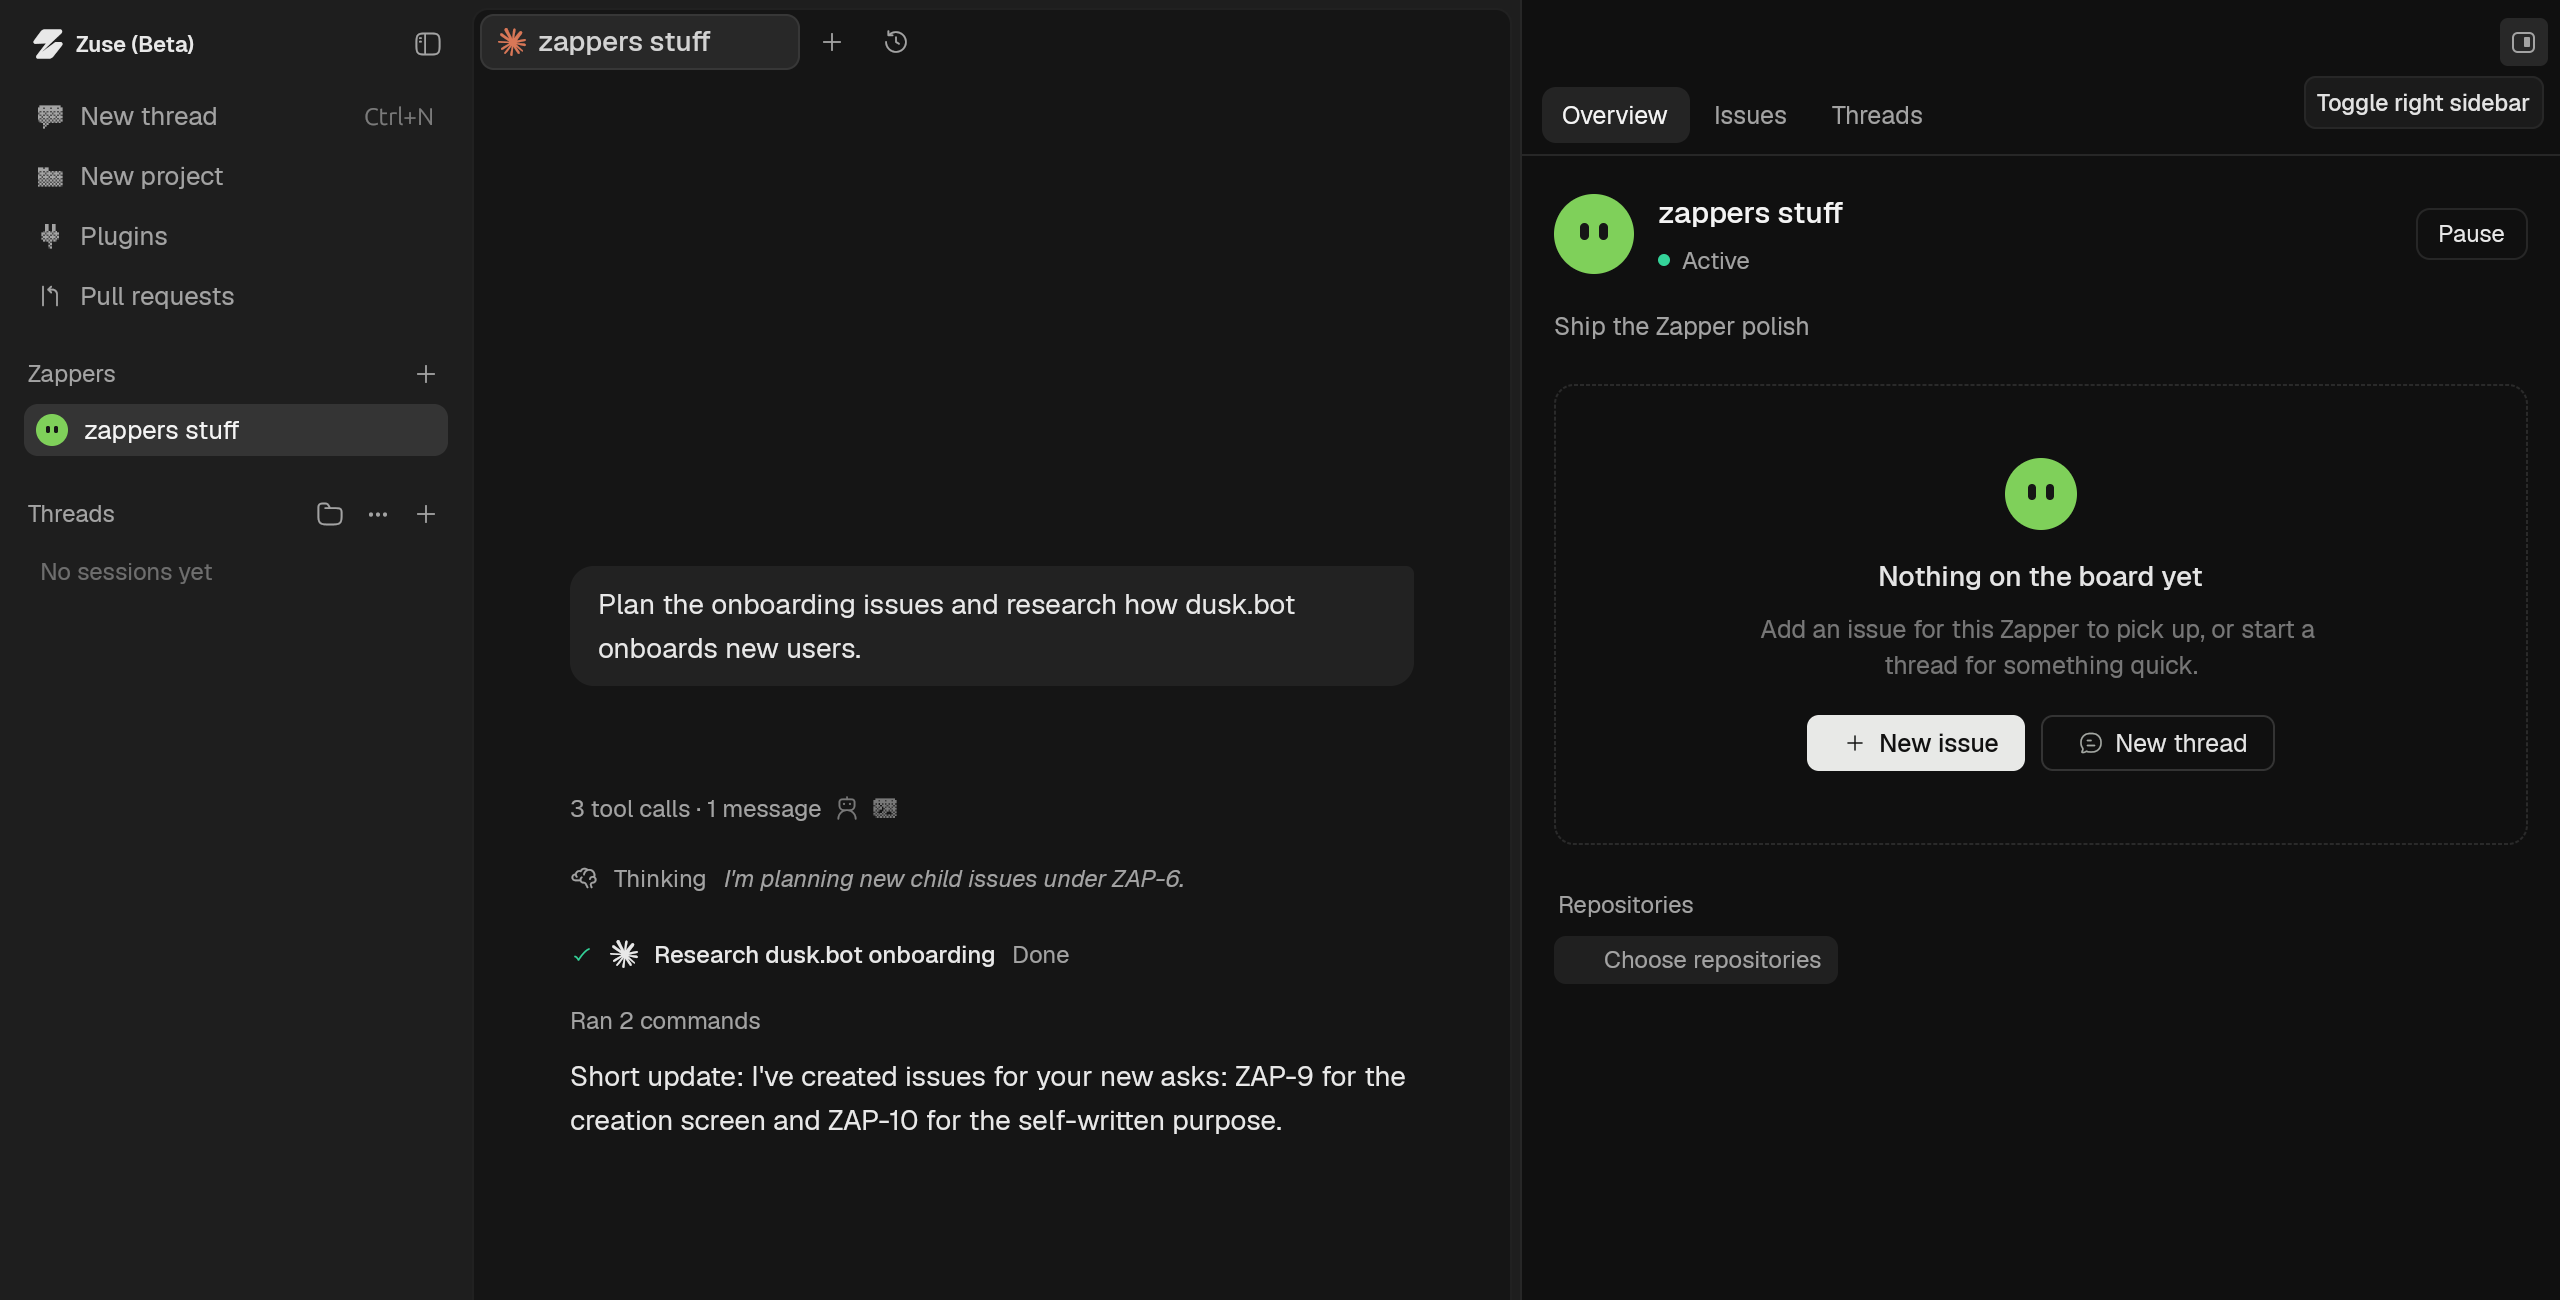 Zuse (Beta)
New thread Ctrl+N
New project
Plugins
Pull requests
Zappers
zappers stuff
Threads
No sessions yet
zappers stuff
Plan the onboarding issues and research how dusk.bot
onboards new users.
3 tool calls · 1 message
Thinking I'm planning new child issues under ZAP-6.
Research dusk.bot onboarding Done
Ran 2 commands
Short update: I've created issues for your new asks: ZAP-9 for the
creation screen and ZAP-10 for the self-written purpose.
Toggle right sidebar
Overview Issues Threads
zappers stuff
Active
Pause
Ship the Zapper polish
Nothing on the board yet
Add an issue for this Zapper to pick up, or start a
thread for something quick.
New issue New thread
Repositories
Choose repositories